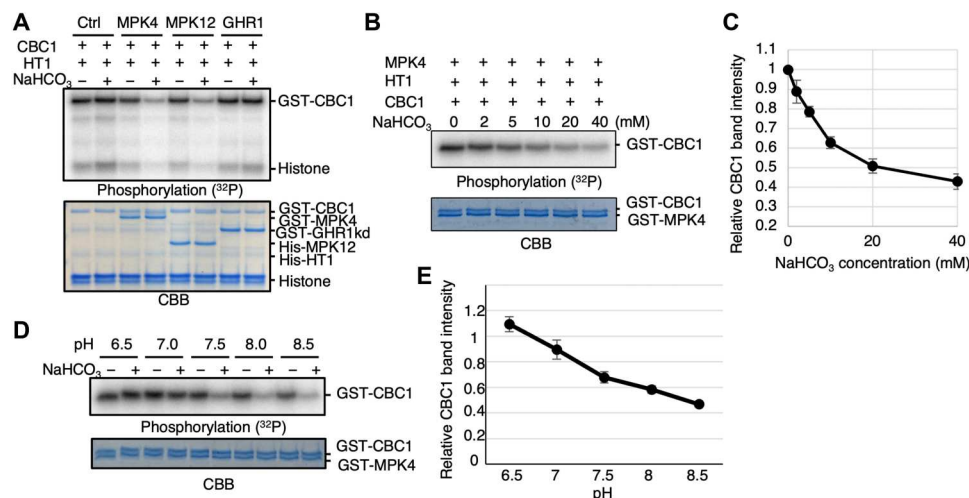 A
Ctrl MPK4 MPK12 GHR1
CBC1 + + + + + + + +
HT1 + + + + + + + +
NaHCO3 – + – + – + – +
GST-CBC1
Histone
Phosphorylation (32P)
GST-CBC1
GST-MPK4
GST-GHR1kd
His-MPK12
His-HT1
Histone
CBB
B
MPK4 + + + + + +
HT1 + + + + + +
CBC1 + + + + + +
NaHCO3 0 2 5 10 20 40 (mM)
GST-CBC1
Phosphorylation (32P)
GST-CBC1
GST-MPK4
CBB
C
Relative CBC1 band intensity
1.1
1
0.9
0.8
0.7
0.6
0.5
0.4
0.3
0.2
0 20 40
NaHCO3 concentration (mM)
D
pH 6.5 7.0 7.5 8.0 8.5
NaHCO3 – + – + – + – + – +
GST-CBC1
Phosphorylation (32P)
GST-CBC1
GST-MPK4
CBB
E
Relative CBC1 band intensity
1.2
1
0.8
0.6
0.4
0.2
0
6.5 7 7.5 8 8.5
pH